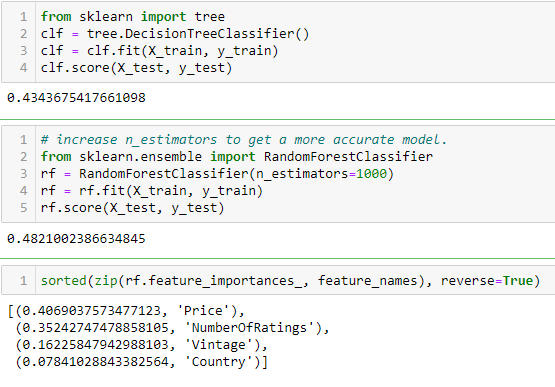 1 from sklearn import tree
2 clf = tree.DecisionTreeClassifier()
3 clf = clf.fit(X_train, y_train)
4 clf.score(X_test, y_test)
0.4343675417661098
1 # increase n_estimators to get a more accurate model.
2 from sklearn.ensemble import RandomForestClassifier
3 rf = RandomForestClassifier(n_estimators=1000)
4 rf = rf.fit(X_train, y_train)
5 rf.score(X_test, y_test)
0.4821002386634845
1 sorted(zip(rf.feature_importances_, feature_names), reverse=True)
[(0.4069037573477123, 'Price'),
(0.35242747478858105, 'NumberOfRatings'),
(0.16225847942988103, 'Vintage'),
(0.07841028843382564, 'Country')]